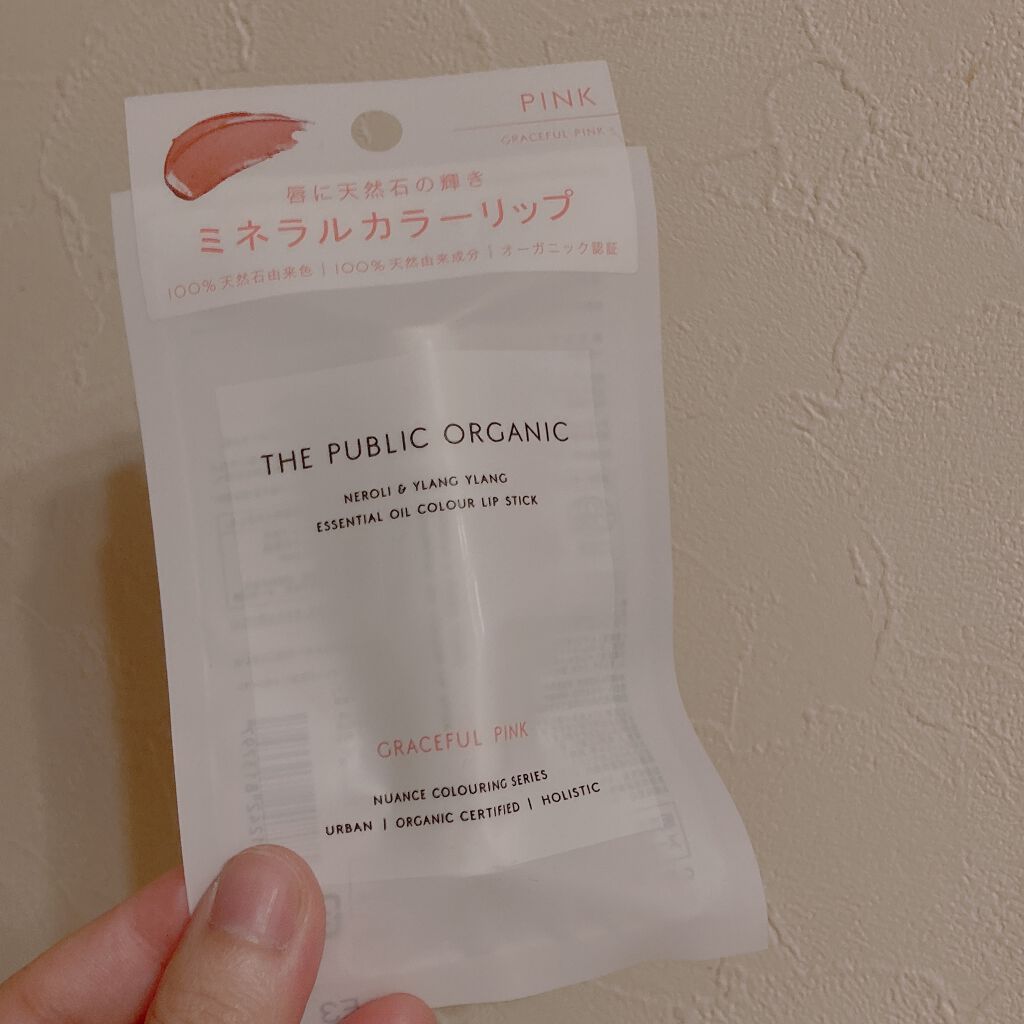 PINK
GRACEFUL PINK
唇に天然石の輝き
ミネラルカラーリップ
100%天然石由来色 | 100%天然由来成分 | オーガニック認証
THE PUBLIC ORGANIC
NEROLI & YLANG YLANG
ESSENTIAL OIL COLOUR LIP STICK
GRACEFUL PINK
NUANCE COLOURING SERIES
URBAN | ORGANIC CERTIFIED | HOLISTIC